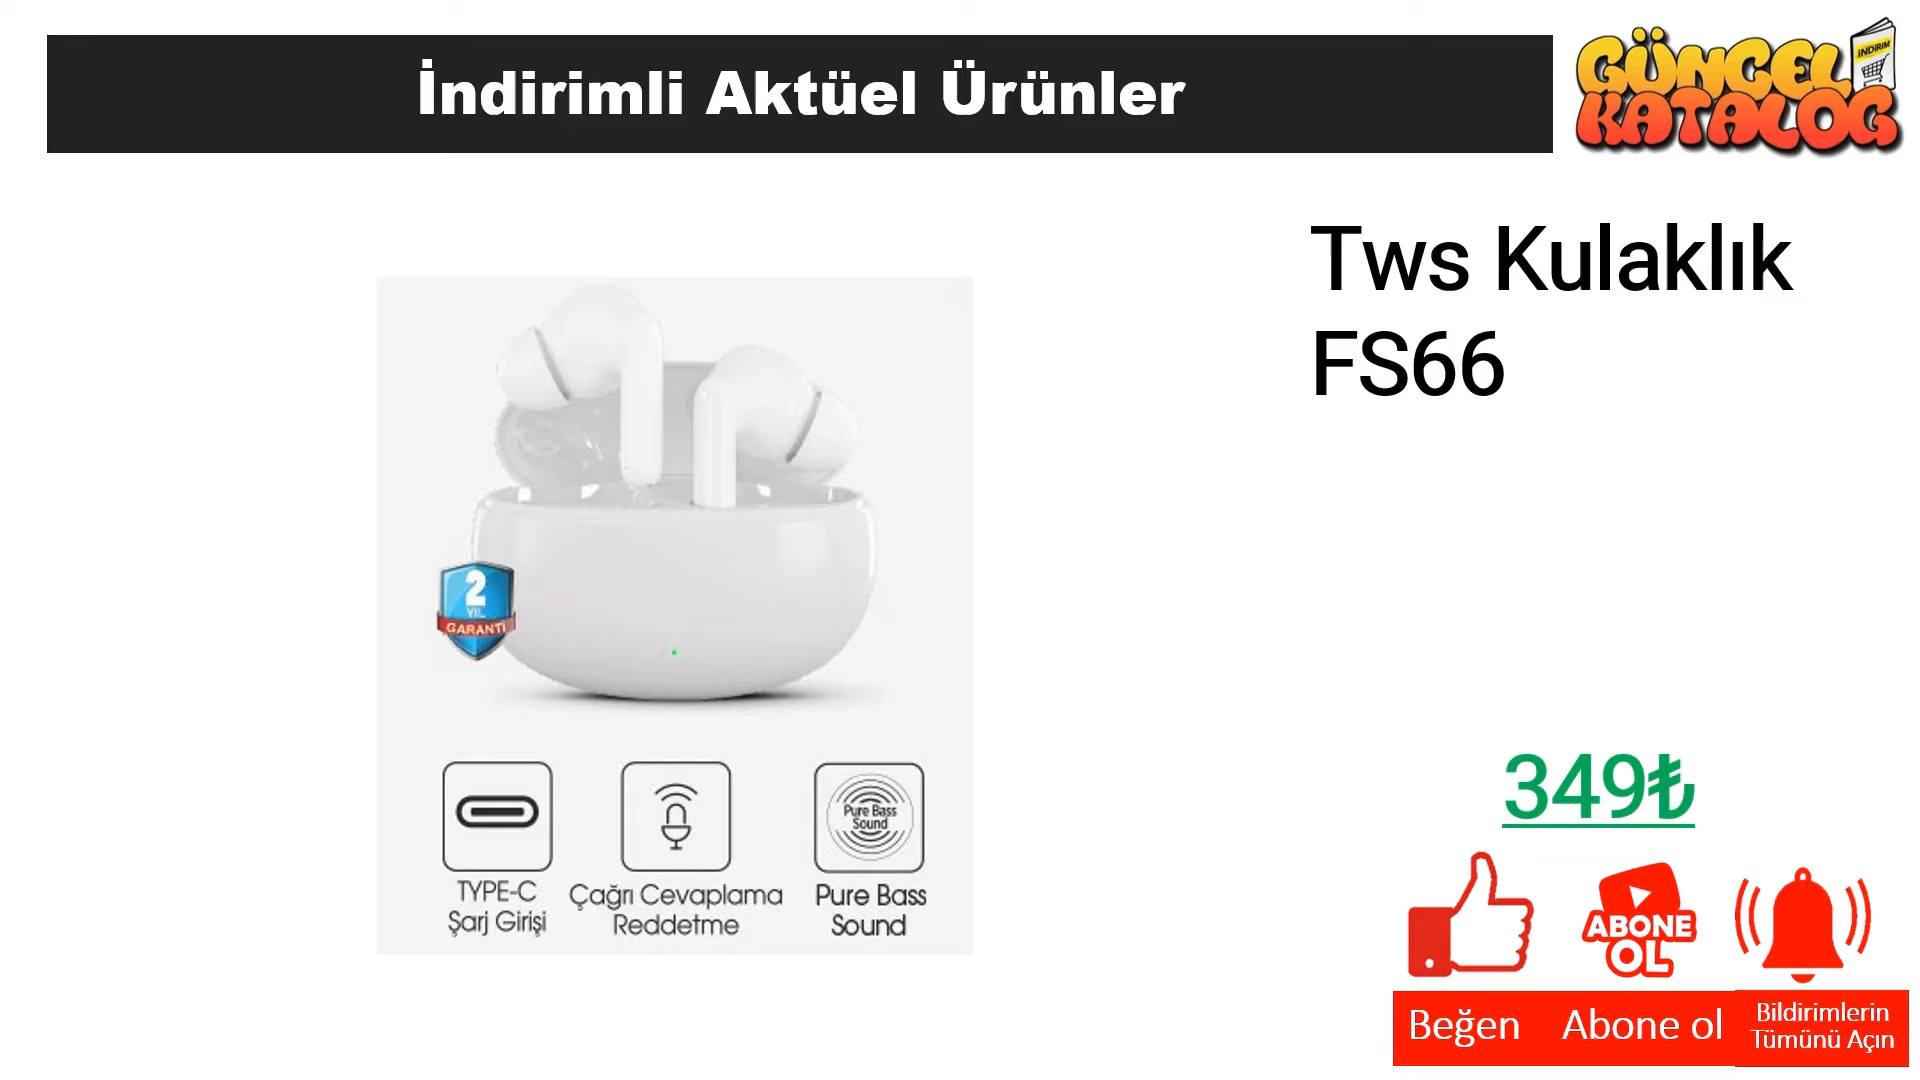 İndirimli Aktüel Ürünler
GÜNCEL
KATALOG
İNDİRİM
Tws Kulaklık
FS66
2
YIL
GARANTİ
Pure Bass
Sound
TYPE-C
Şarj Girişi
Çağrı Cevaplama
Reddetme
Pure Bass
Sound
349₺
ABONE
OL
Beğen
Abone ol
Bildirimlerin
Tümünü Açın